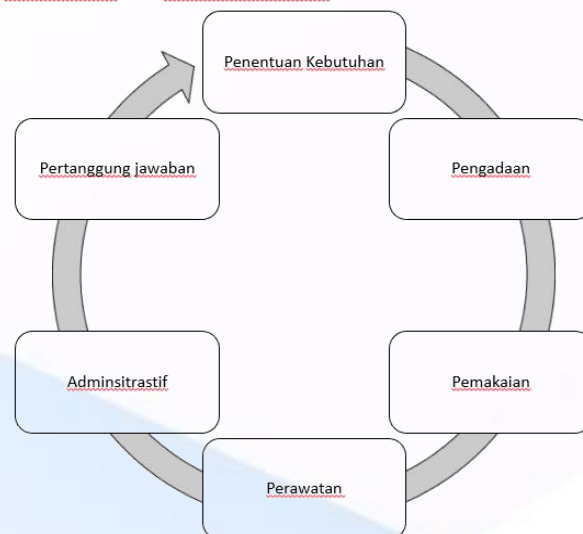 Penentuan Kebutuhan
Pengadaan
Pemakaian
Perawatan
Adminsitrastif
Pertanggung jawaban